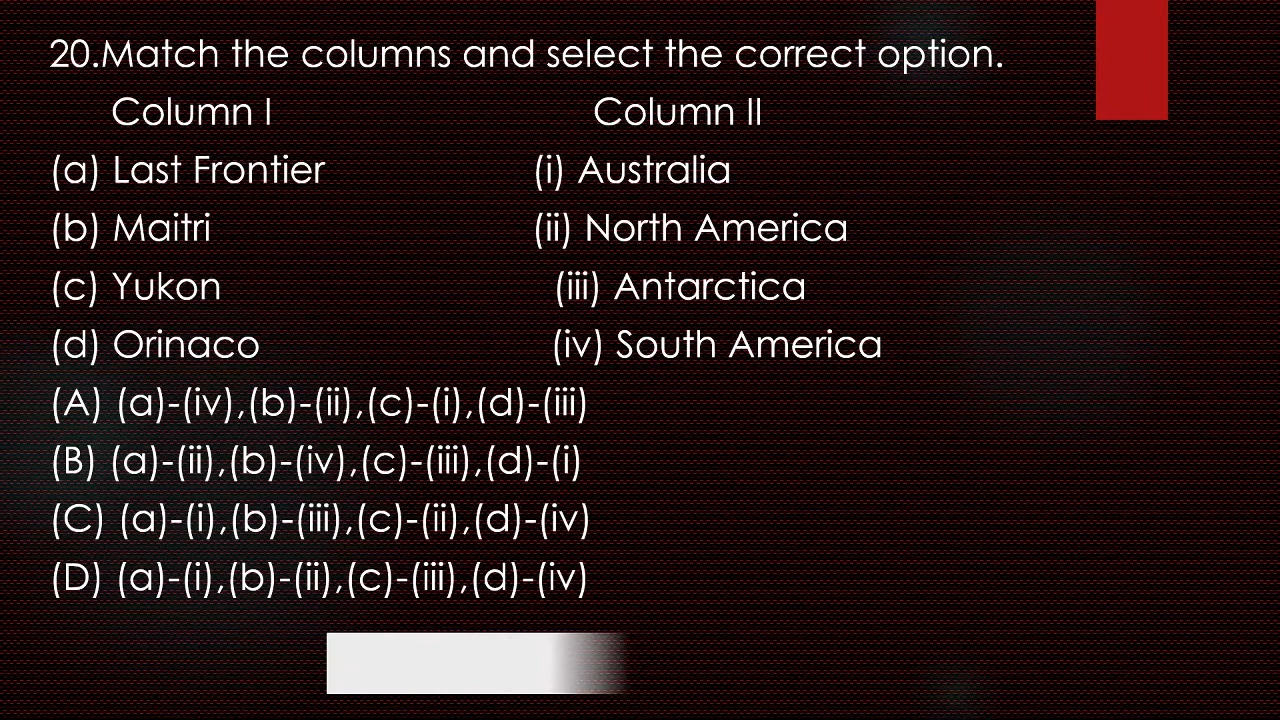 20.Match the columns and select the correct option.
Column I Column II
(a) Last Frontier (i) Australia
(b) Maitri (ii) North America
(c) Yukon (iii) Antarctica
(d) Orinaco (iv) South America
(A) (a)-(iv),(b)-(ii),(c)-(i),(d)-(iii)
(B) (a)-(ii),(b)-(iv),(c)-(iii),(d)-(i)
(C) (a)-(i),(b)-(iii),(c)-(ii),(d)-(iv)
(D) (a)-(i),(b)-(ii),(c)-(iii),(d)-(iv)